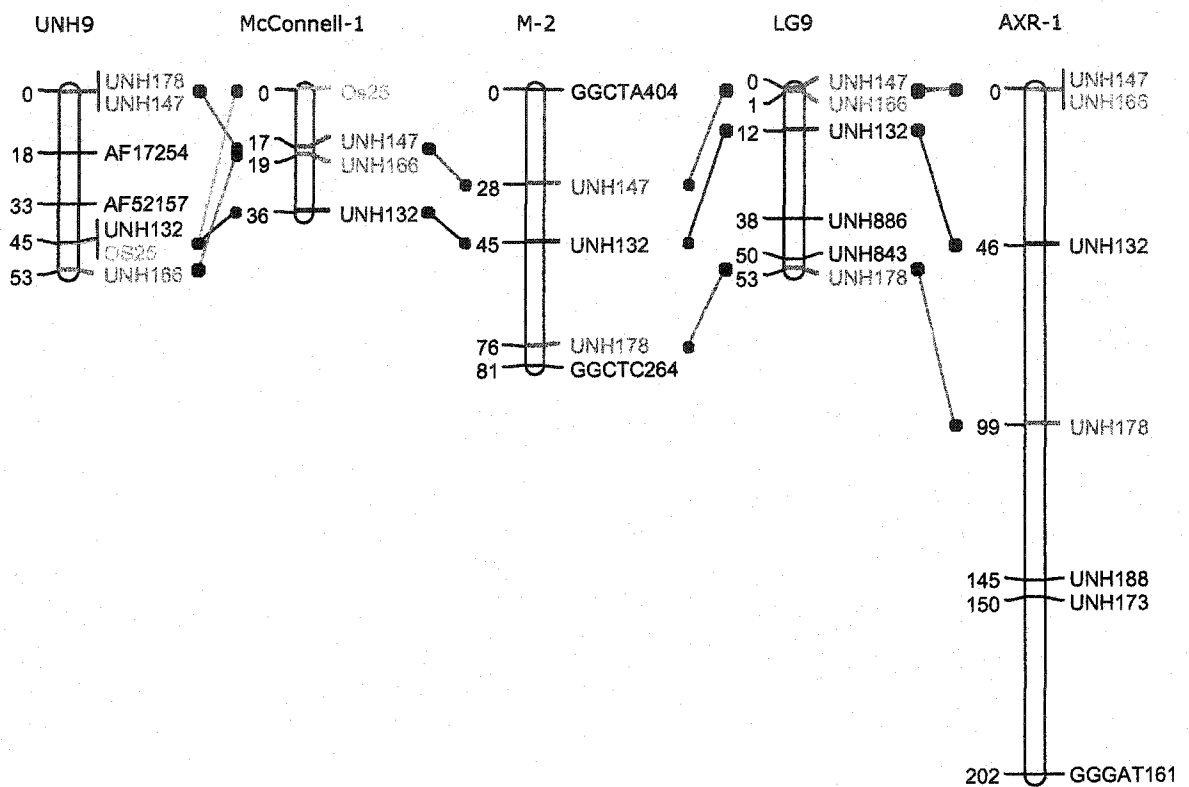 UNH9
0 UNH178
UNH147
18 AF17254
33 AF52157
45 UNH132
OS25
53 UNH166
McConnell-1
0 Os25
17 UNH147
19 UNH166
36 UNH132
M-2
0 GGCTA404
28 UNH147
45 UNH132
76 UNH178
81 GGCTC264
LG9
0 UNH147
1 UNH166
12 UNH132
38 UNH886
50 UNH843
53 UNH178
AXR-1
0 UNH147
UNH166
46 UNH132
99 UNH178
145 UNH188
150 UNH173
202 GGGAT161